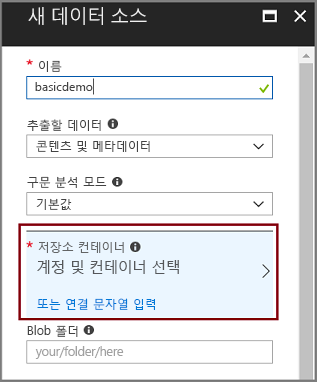 새 데이터 소스
* 이름
basicdemo
추출할 데이터
콘텐츠 및 메타데이터
구문 분석 모드
기본값
* 저장소 컨테이너
계정 및 컨테이너 선택
또는 연결 문자열 입력
Blob 폴더
your/folder/here